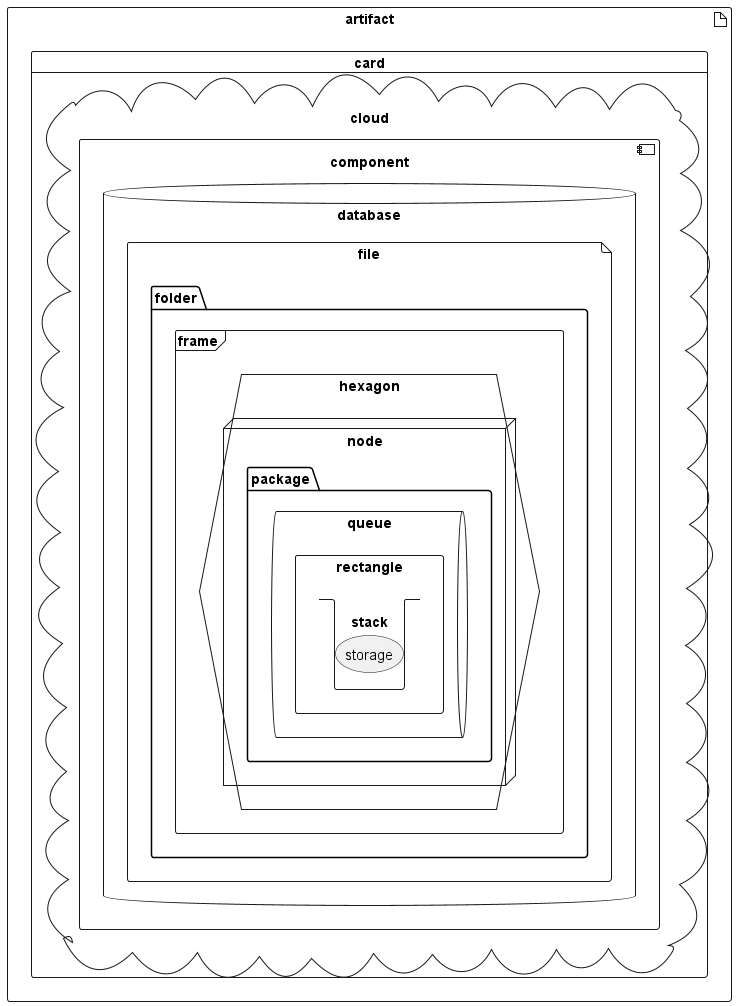 artifact
card
cloud
component
database
file
folder
frame
hexagon
node
package
queue
rectangle
stack
storage